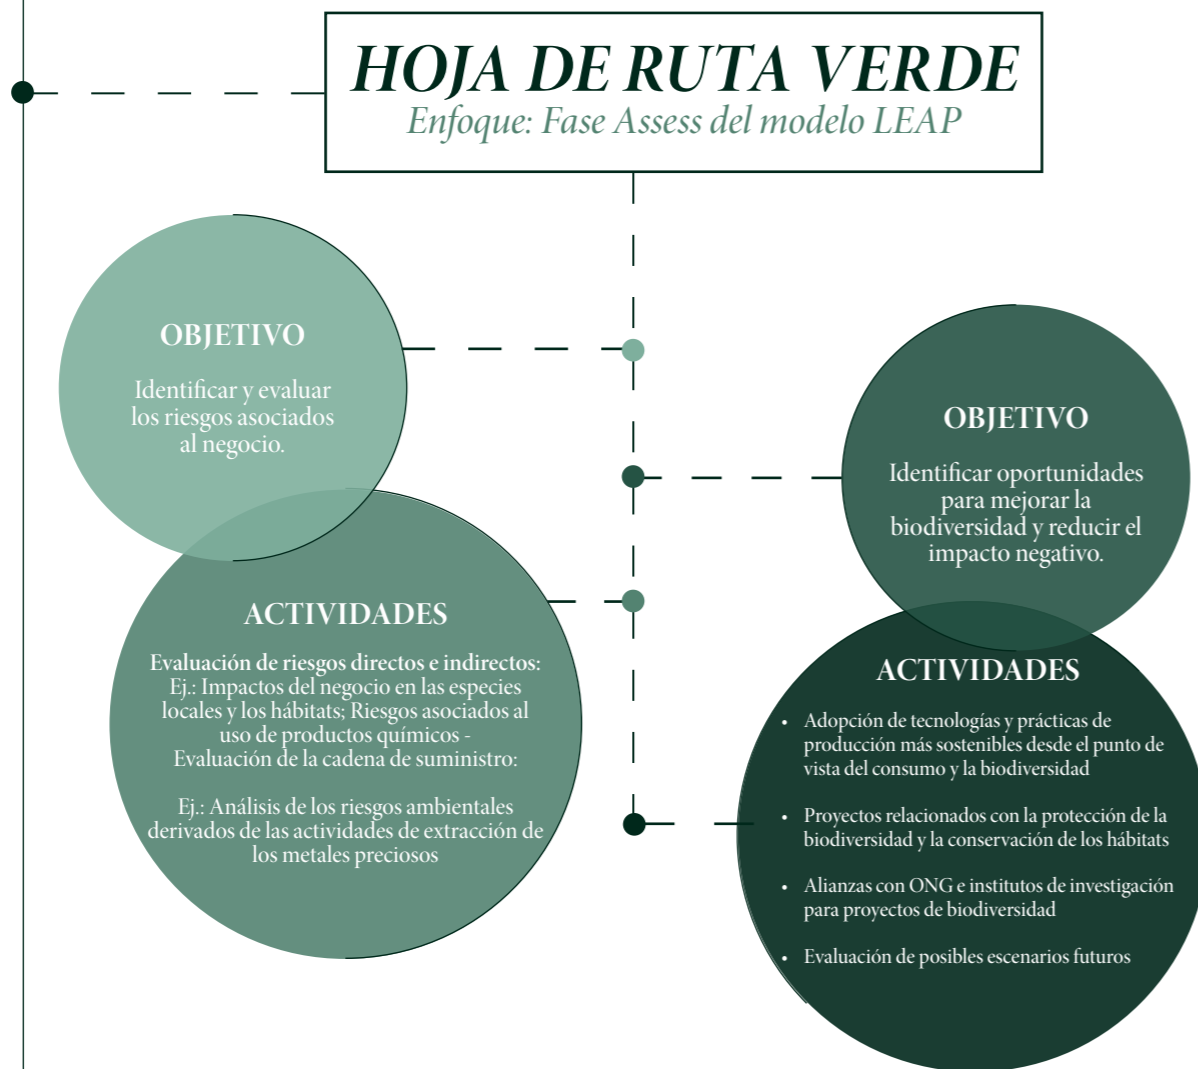 HOJA DE RUTA VERDE
Enfoque: Fase Assess del modelo LEAP
OBJETIVO
Identificar y evaluar
los riesgos asociados
al negocio.
ACTIVIDADES
Evaluación de riesgos directos e indirectos:
Ej.: Impactos del negocio en las especies
locales y los hábitats; Riesgos asociados al
uso de productos químicos -
Evaluación de la cadena de suministro:
Ej.: Análisis de los riesgos ambientales
derivados de las actividades de extracción de
los metales preciosos
OBJETIVO
Identificar oportunidades
para mejorar la
biodiversidad y reducir el
impacto negativo.
ACTIVIDADES
• Adopción de tecnologías y prácticas de
producción más sostenibles desde el punto de
vista del consumo y la biodiversidad
• Proyectos relacionados con la protección de la
biodiversidad y la conservación de los hábitats
• Alianzas con ONG e institutos de investigación
para proyectos de biodiversidad
• Evaluación de posibles escenarios futuros